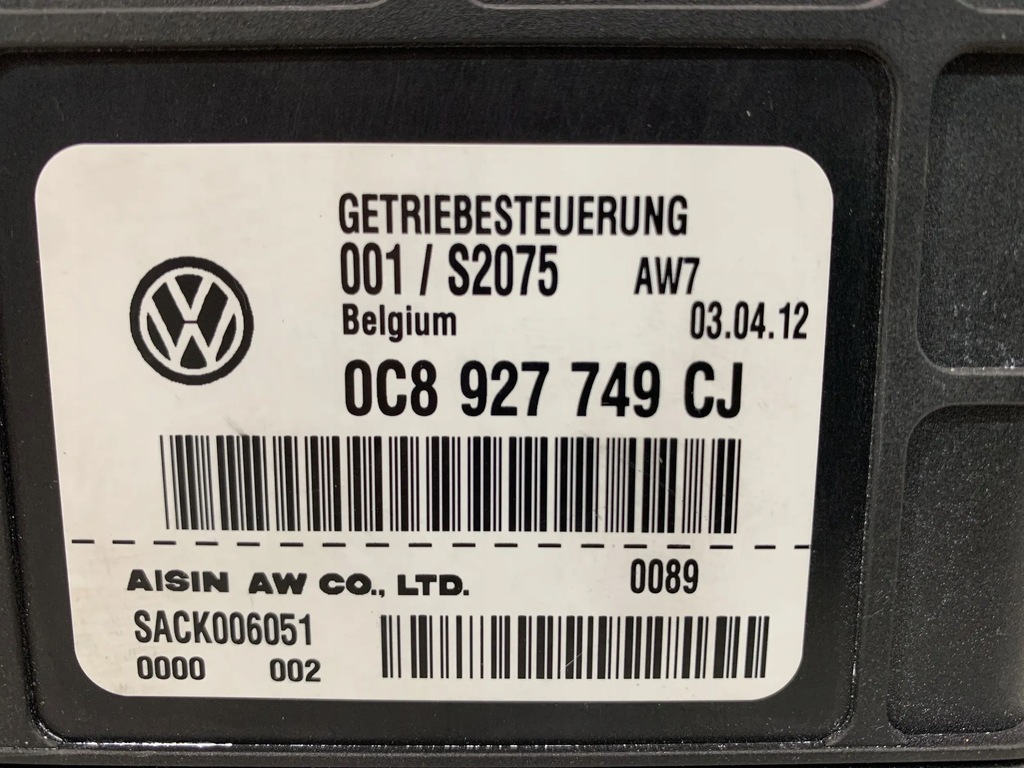 GETRIEBESTEUERUNG
001 / S2075 AW7
Belgium 03.04.12
0C8 927 749 CJ
AISIN AW CO., LTD. 0089
SACK006051
0000 002